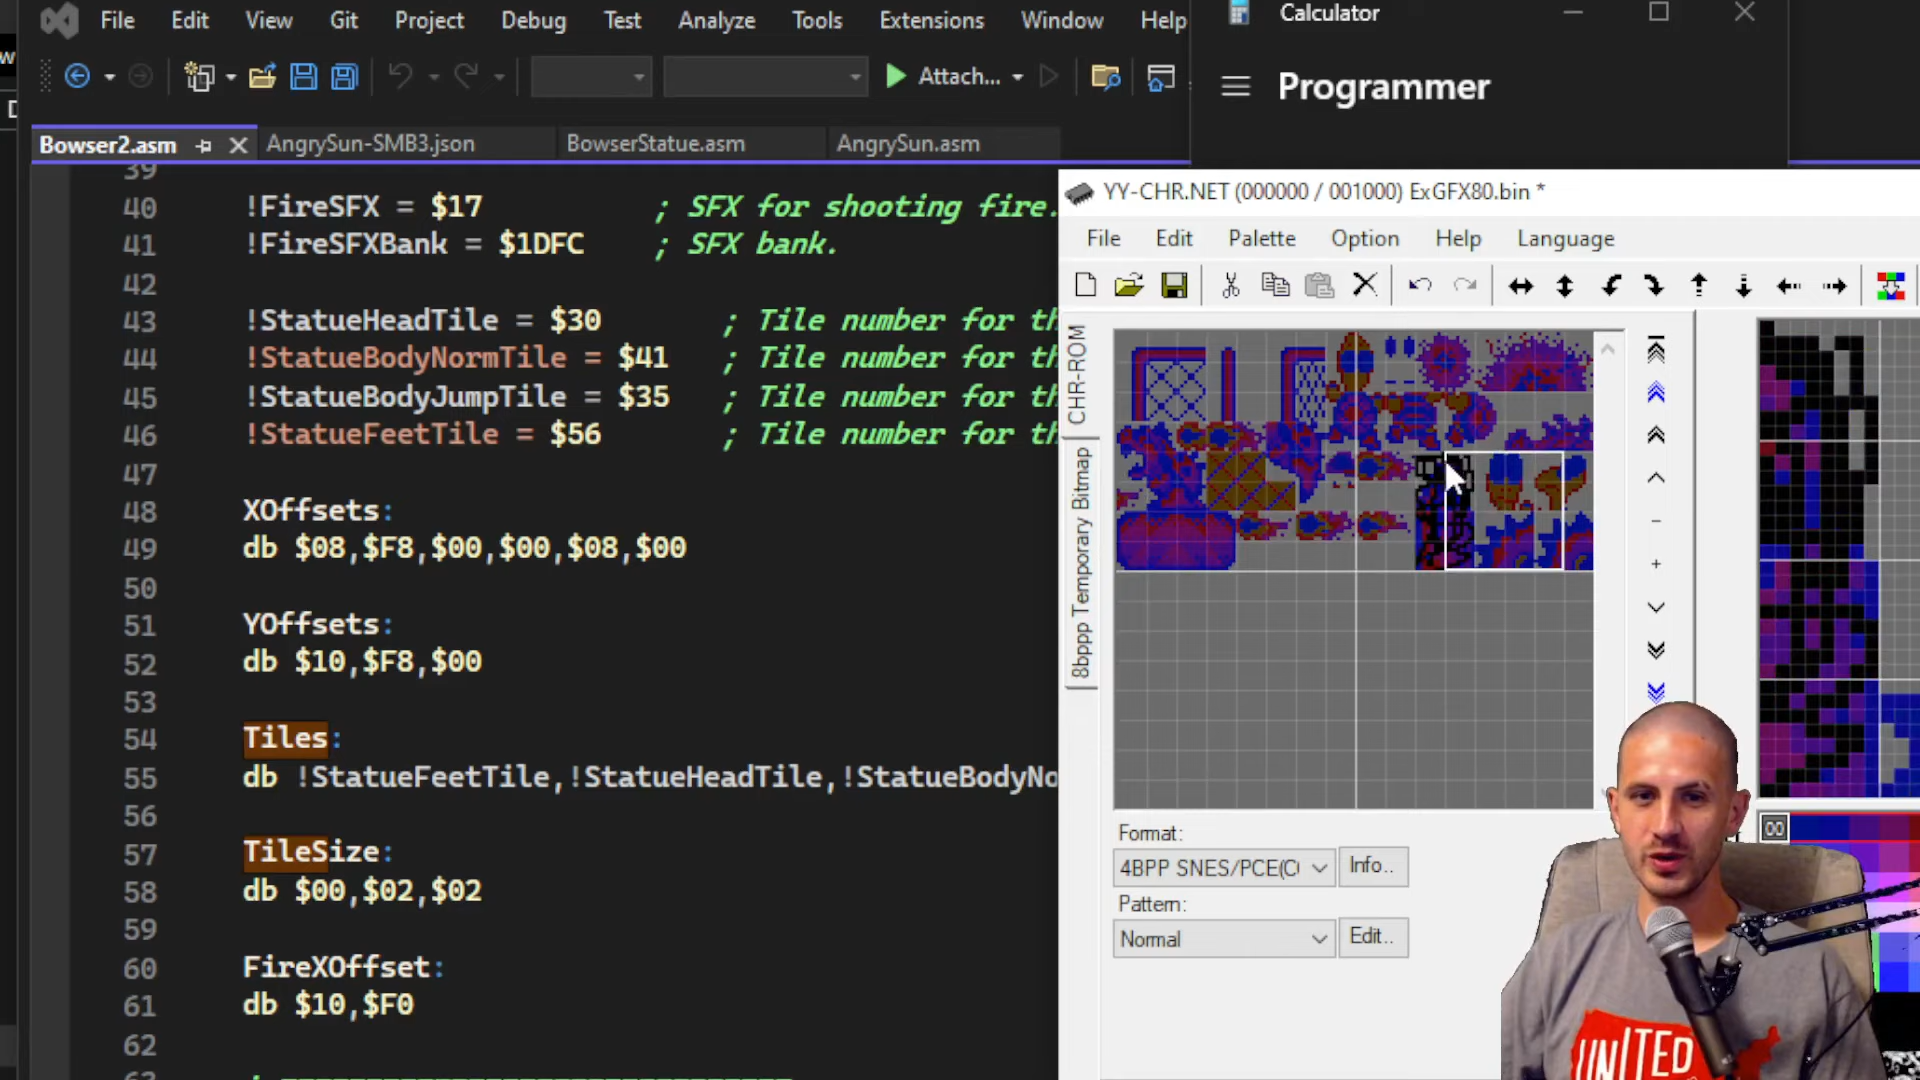 File Edit View Git Project Debug Test Analyze Tools Extensions Window Help
Calculator
Attach...
Programmer
Bowser2.asm AngrySun-SMB3.json BowserStatue.asm AngrySun.asm
39
40 !FireSFX = $17 ; SFX for shooting fire.
41 !FireSFXBank = $1DFC ; SFX bank.
42
43 !StatueHeadTile = $30 ; Tile number for th
44 !StatueBodyNormTile = $41 ; Tile number for th
45 !StatueBodyJumpTile = $35 ; Tile number for th
46 !StatueFeetTile = $56 ; Tile number for th
47
48 XOffsets:
49 db $08,$F8,$00,$00,$08,$00
50
51 YOffsets:
52 db $10,$F8,$00
53
54 Tiles:
55 db !StatueFeetTile,!StatueHeadTile,!StatueBodyNo
56
57 TileSize:
58 db $00,$02,$02
59
60 FireXOffset:
61 db $10,$F0
62
YY-CHR.NET (000000 / 001000) ExGFX80.bin *
File Edit Palette Option Help Language
CHR-ROM
8bppp Temporary Bitmap
Format:
4BPP SNES/PCE(C Info..
Pattern:
Normal Edit..
00
UNITED